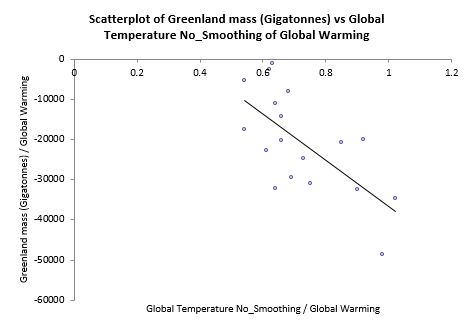 Scatterplot of Greenland mass (Gigatonnes) vs Global
Temperature No_Smoothing of Global Warming
0
0 0.2 0.4 0.6 0.8 1 1.2
-10000
-20000
-30000
-40000
-50000
-60000
Greenland mass (Gigatonnes) / Global Warming
Global Temperature No_Smoothing / Global Warming